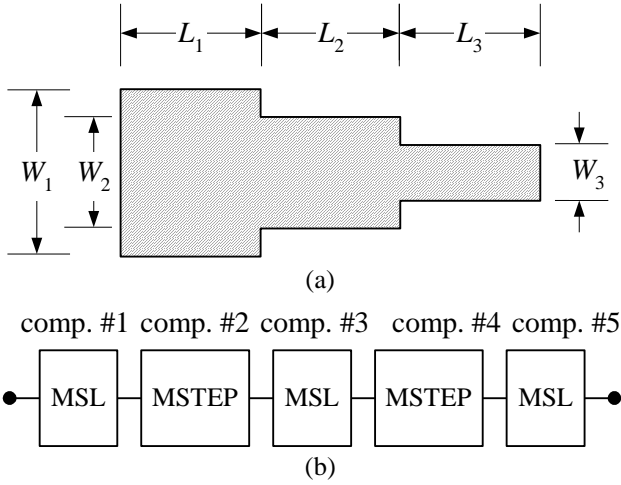 L1 L2 L3
W1 W2 W3
(a)
comp. #1 comp. #2 comp. #3 comp. #4 comp. #5
MSL MSTEP MSL MSTEP MSL
(b)